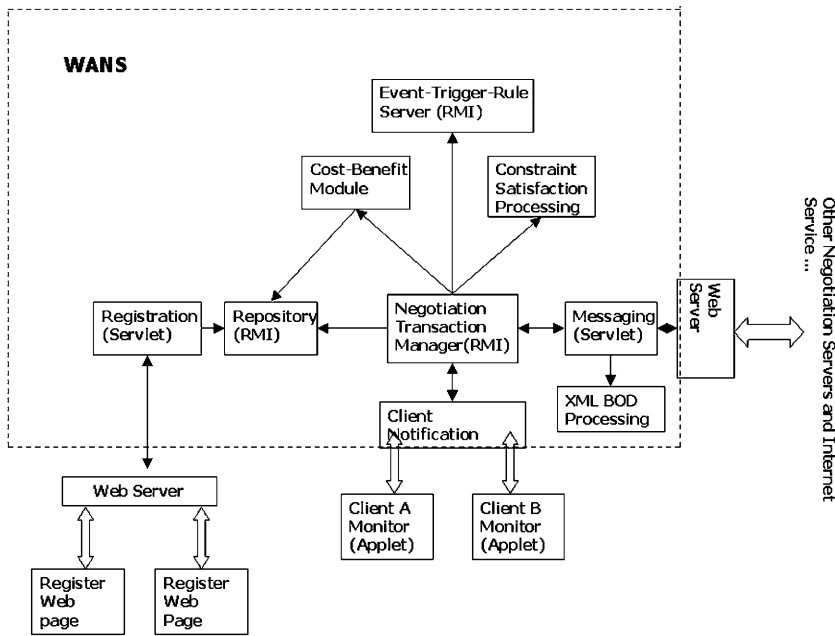 WANS
Event-Trigger-Rule
Server (RMI)
Cost-Benefit
Module
Constraint
Satisfaction
Processing
Registration
(Servlet)
Repository
(RMI)
Negotiation
Transaction
Manager(RMI)
Messaging
(Servlet)
Web
Server
Other Negotiation Servers and Internet
Service ...
XML BOD
Processing
Client
Notification
Web Server
Client A
Monitor
(Applet)
Client B
Monitor
(Applet)
Register
Web
page
Register
Web
Page